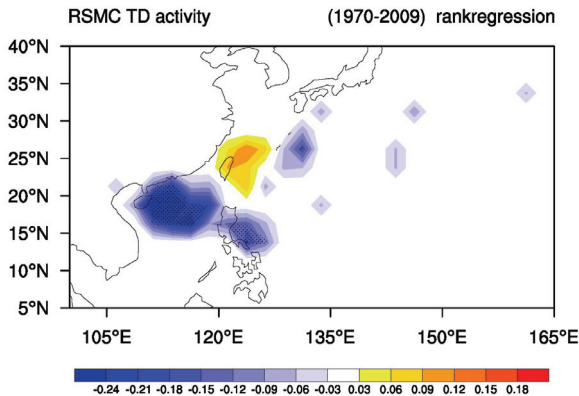 RSMC TD activity (1970-2009) rankregression
40°N
35°N
30°N
25°N
20°N
15°N
10°N
5°N
105°E 120°E 135°E 150°E 165°E
-0.24 -0.21 -0.18 -0.15 -0.12 -0.09 -0.06 -0.03 0.03 0.06 0.09 0.12 0.15 0.18